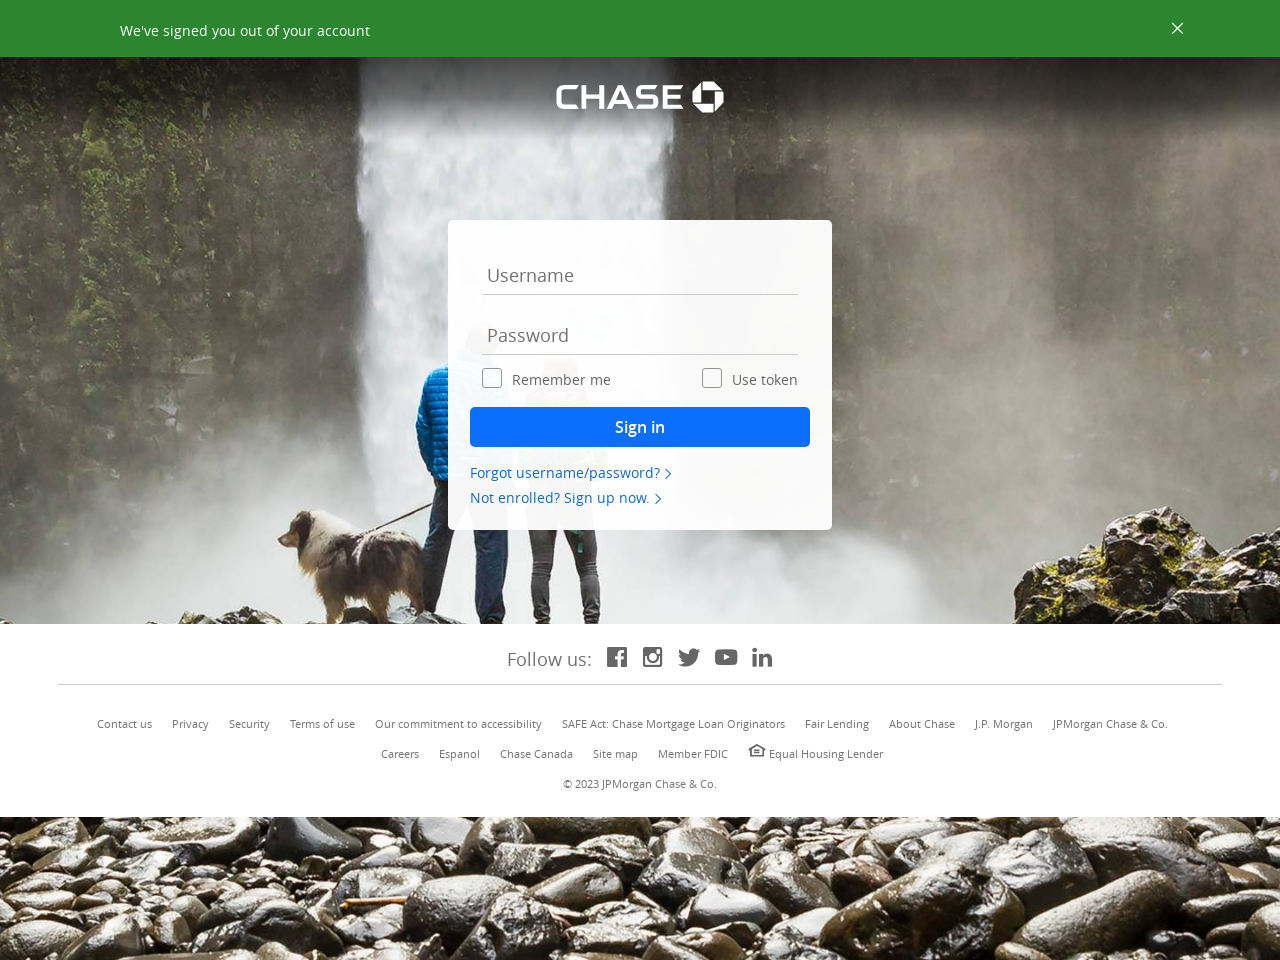 We've signed you out of your account
CHASE
Username
Password
Remember me Use token
Sign in
Forgot username/password?
Not enrolled? Sign up now.
Follow us:
Contact us Privacy Security Terms of use Our commitment to accessibility SAFE Act: Chase Mortgage Loan Originators Fair Lending About Chase J.P. Morgan JPMorgan Chase & Co.
Careers Espanol Chase Canada Site map Member FDIC Equal Housing Lender
© 2023 JPMorgan Chase & Co.